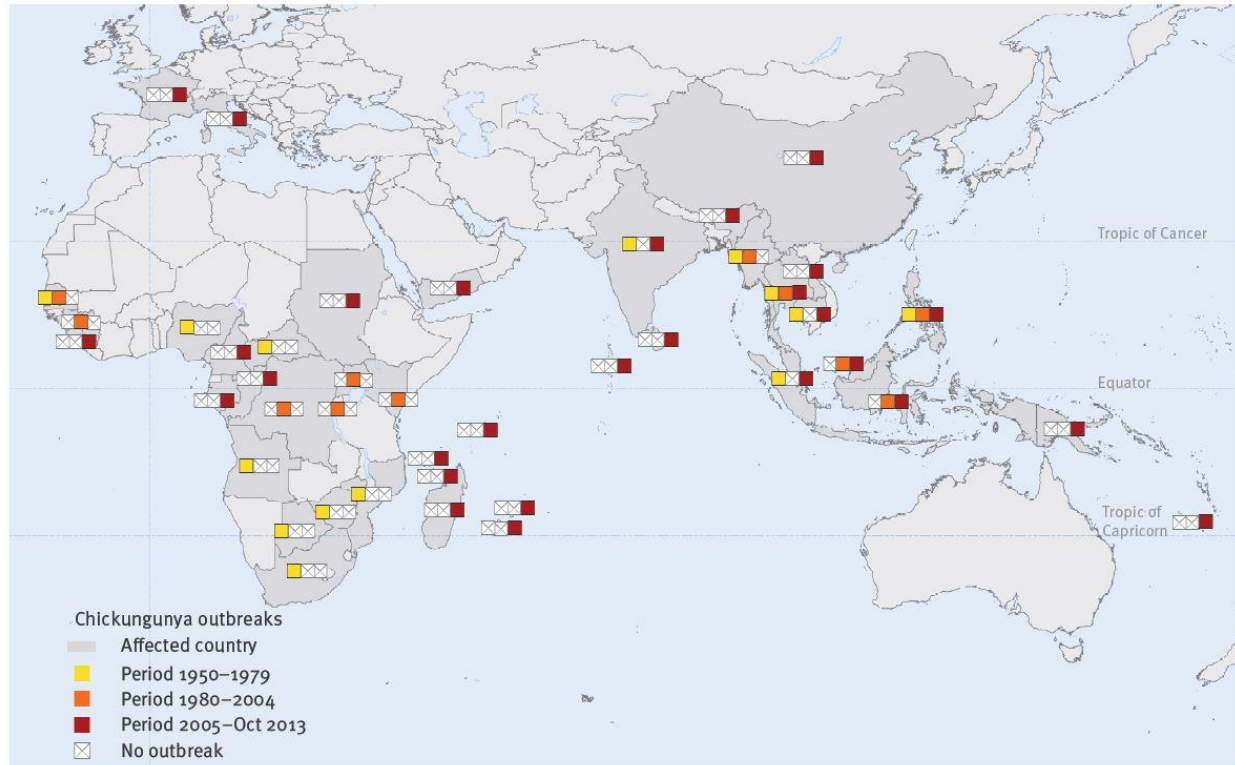 Tropic of Cancer
Equator
Tropic of
Capricorn
Chickungunya outbreaks
Affected country
Period 1950–1979
Period 1980–2004
Period 2005–Oct 2013
No outbreak